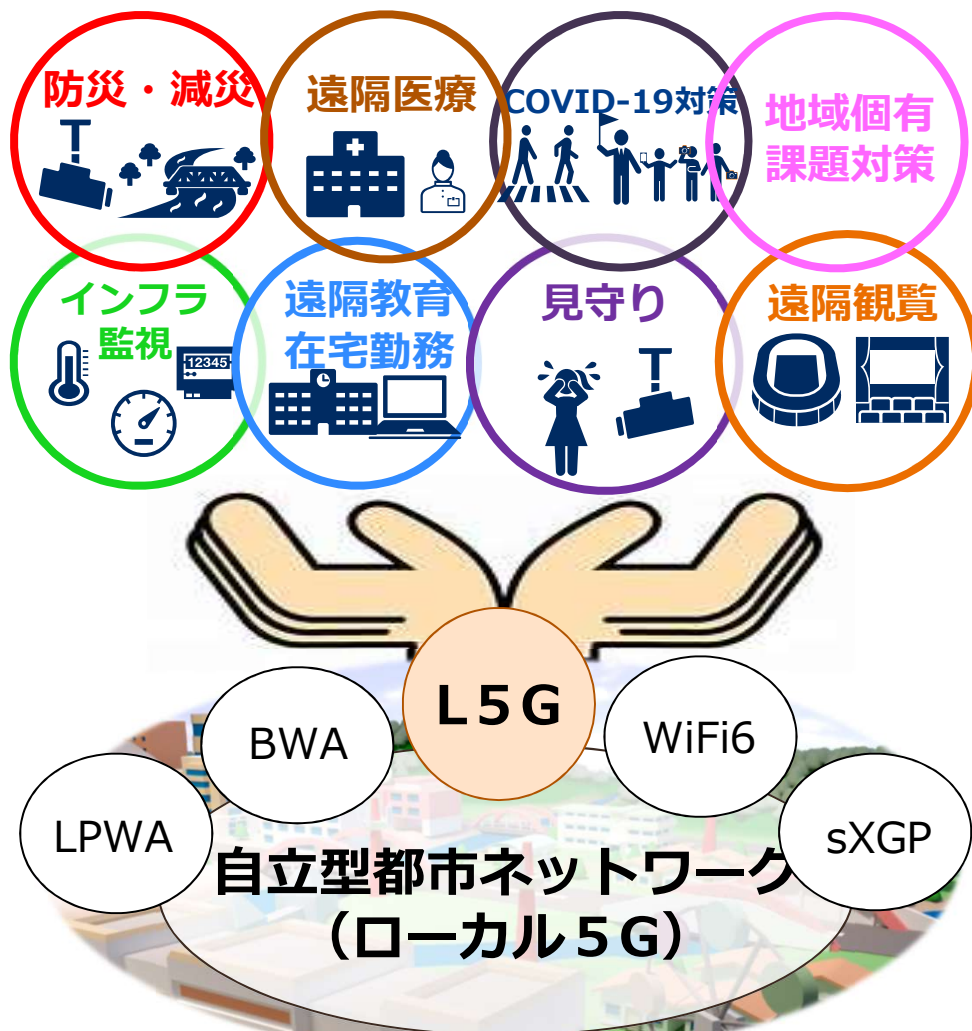 防災・減災
遠隔医療
COVID-19対策
地域個有
課題対策
インフラ
監視
12345
遠隔教育
在宅勤務
見守り
遠隔観覧
L5G
BWA
WiFi6
LPWA
sXGP
自立型都市ネットワーク
（ローカル５G）